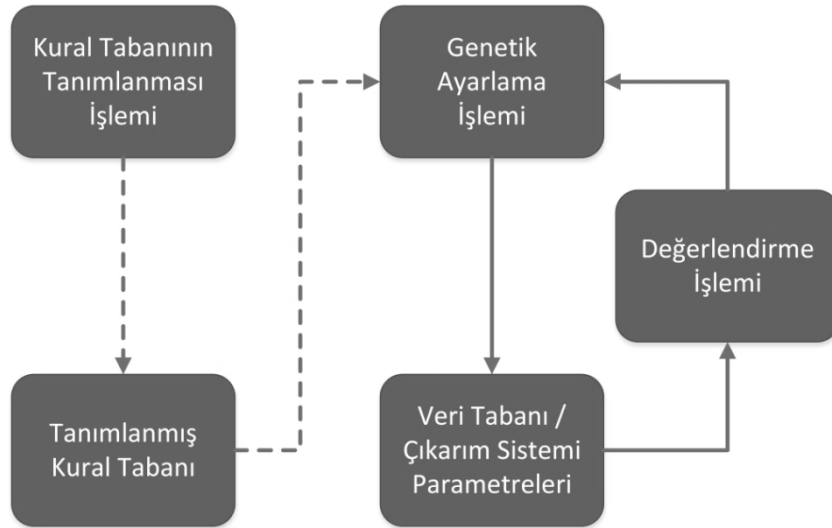 Kural Tabanının
Tanımlanması
İşlemi
Genetik
Ayarlama
İşlemi
Değerlendirme
İşlemi
Tanımlanmış
Kural Tabanı
Veri Tabanı /
Çıkarım Sistemi
Parametreleri